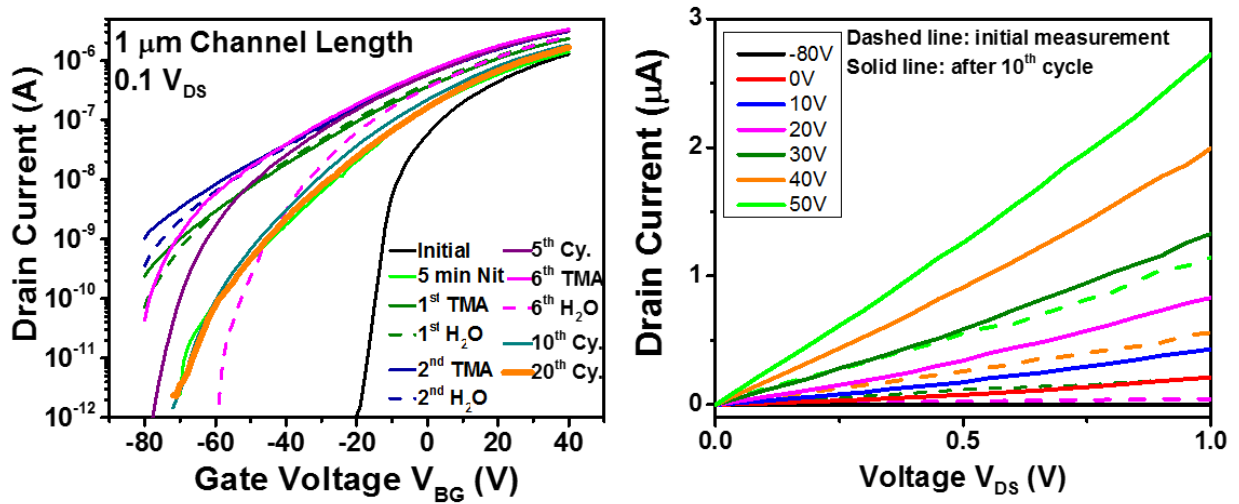 1 μm Channel Length
0.1 V_DS
Drain Current (A)
10⁻⁶
10⁻⁷
10⁻⁸
10⁻⁹
10⁻¹⁰
10⁻¹¹
10⁻¹²
Initial
5 min Nit
1ˢᵗ TMA
1ˢᵗ H₂O
2ⁿᵈ TMA
2ⁿᵈ H₂O
5ᵗʰ Cy.
6ᵗʰ TMA
6ᵗʰ H₂O
10ᵗʰ Cy.
20ᵗʰ Cy.
-80 -60 -40 -20 0 20 40
Gate Voltage V_BG (V)
Drain Current (μA)
3
2
1
0
-80V
0V
10V
20V
30V
40V
50V
Dashed line: initial measurement
Solid line: after 10ᵗʰ cycle
0.0 0.5 1.0
Voltage V_DS (V)